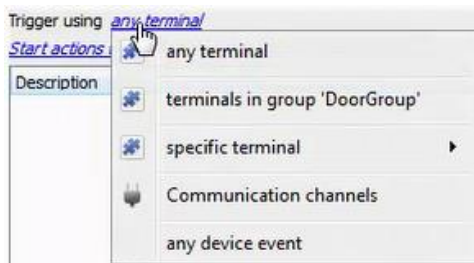 Trigger using any terminal
Start actions
any terminal
Description
terminals in group 'DoorGroup'
specific terminal
Communication channels
any device event